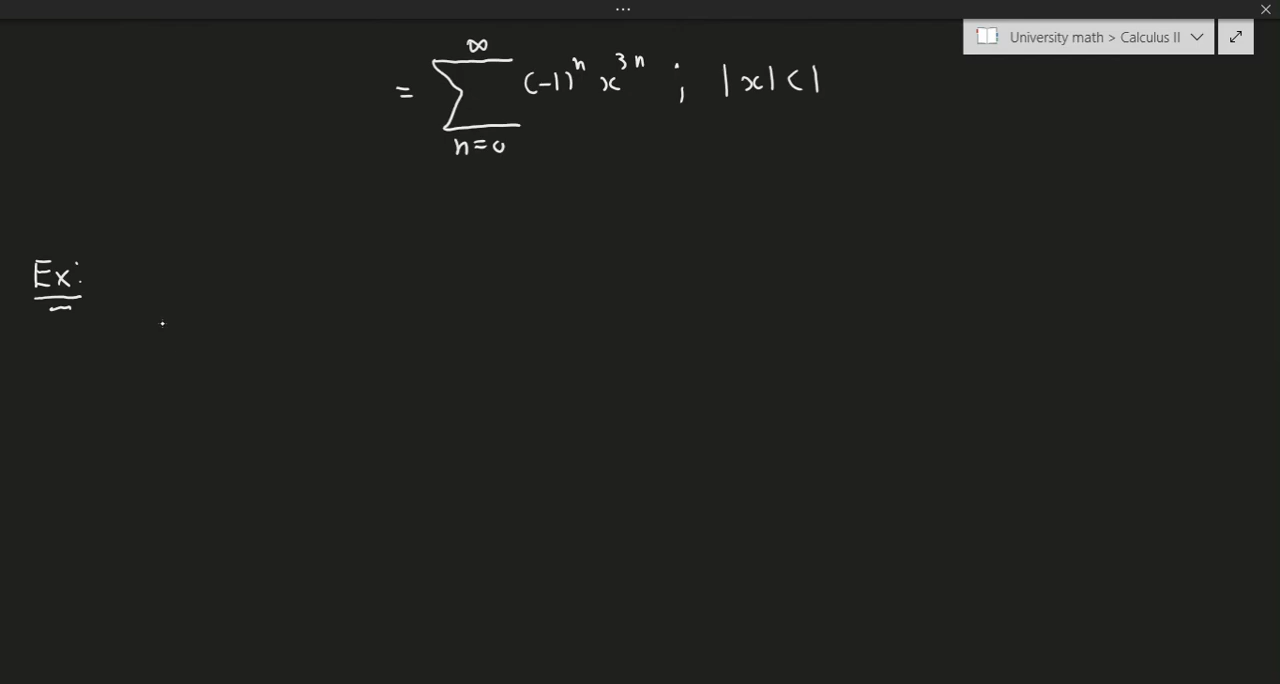 ...
University math > Calculus II
∞
= ∑ (-1)^n x^{3n} ; |x| < 1
n=0
Ex: